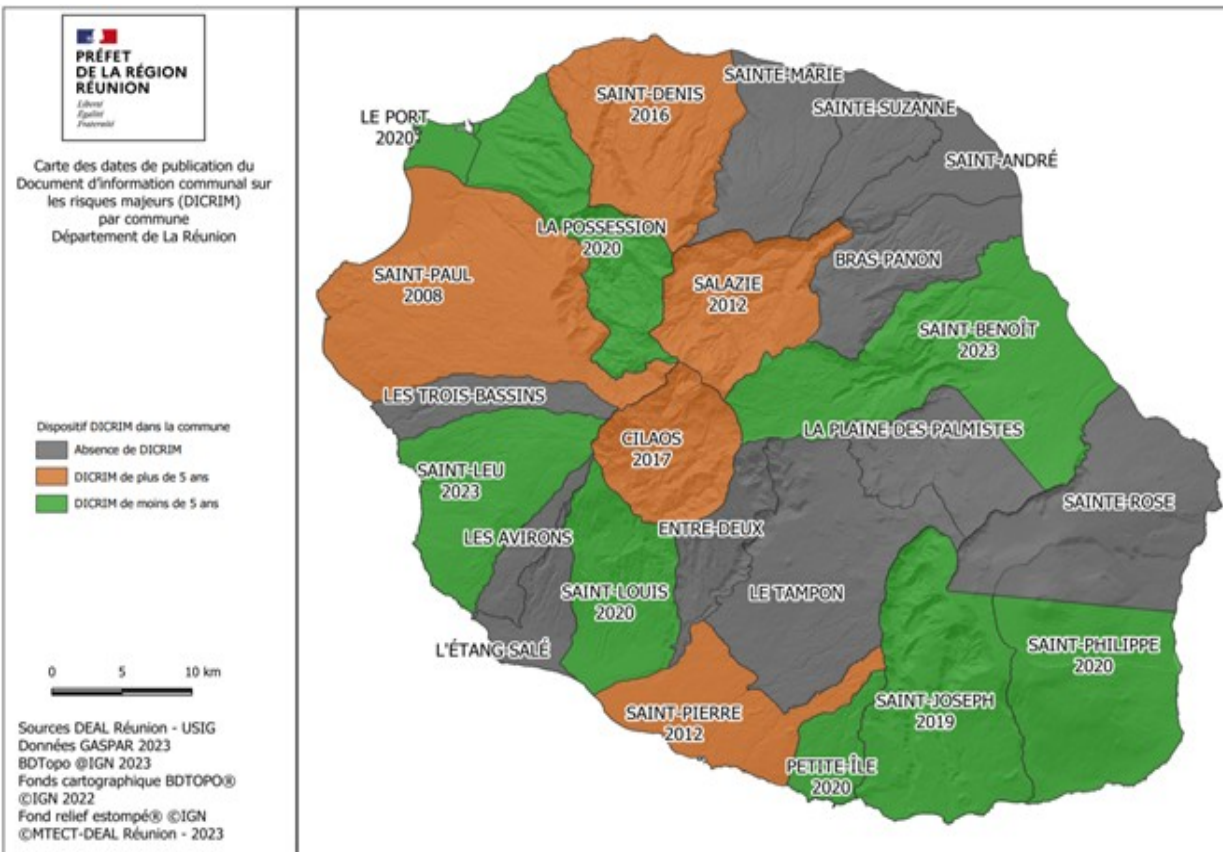 PRÉFET
DE LA RÉGION
RÉUNION
Liberté
Égalité
Fraternité
Carte des dates de publication du
Document d'information communal sur
les risques majeurs (DICRIM)
par commune
Département de La Réunion
Dispositif DICRIM dans la commune
Absence de DICRIM
DICRIM de plus de 5 ans
DICRIM de moins de 5 ans
0 5 10 km
Sources DEAL Réunion - USIG
Données GASPAR 2023
BDTopo @IGN 2023
Fonds cartographique BDTOPO®
©IGN 2022
Fond relief estompé® ©IGN
©MTECT-DEAL Réunion - 2023
SAINTE-MARIE
SAINT-DENIS
2016
SAINTE-SUZANNE
LE PORT
2020
SAINT-ANDRÉ
LA POSSESSION
2020
BRAS-PANON
SAINT-PAUL
2008
SALAZIE
2012
SAINT-BENOÎT
2023
LES TROIS-BASSINS
LA PLAINE-DES-PALMISTES
CILAOS
2017
SAINT-LEU
2023
SAINTE-ROSE
ENTRE-DEUX
LES AVIRONS
SAINT-LOUIS
2020
LE TAMPON
L'ÉTANG-SALÉ
SAINT-PHILIPPE
2020
SAINT-JOSEPH
2019
SAINT-PIERRE
2012
PETITE-ÎLE
2020